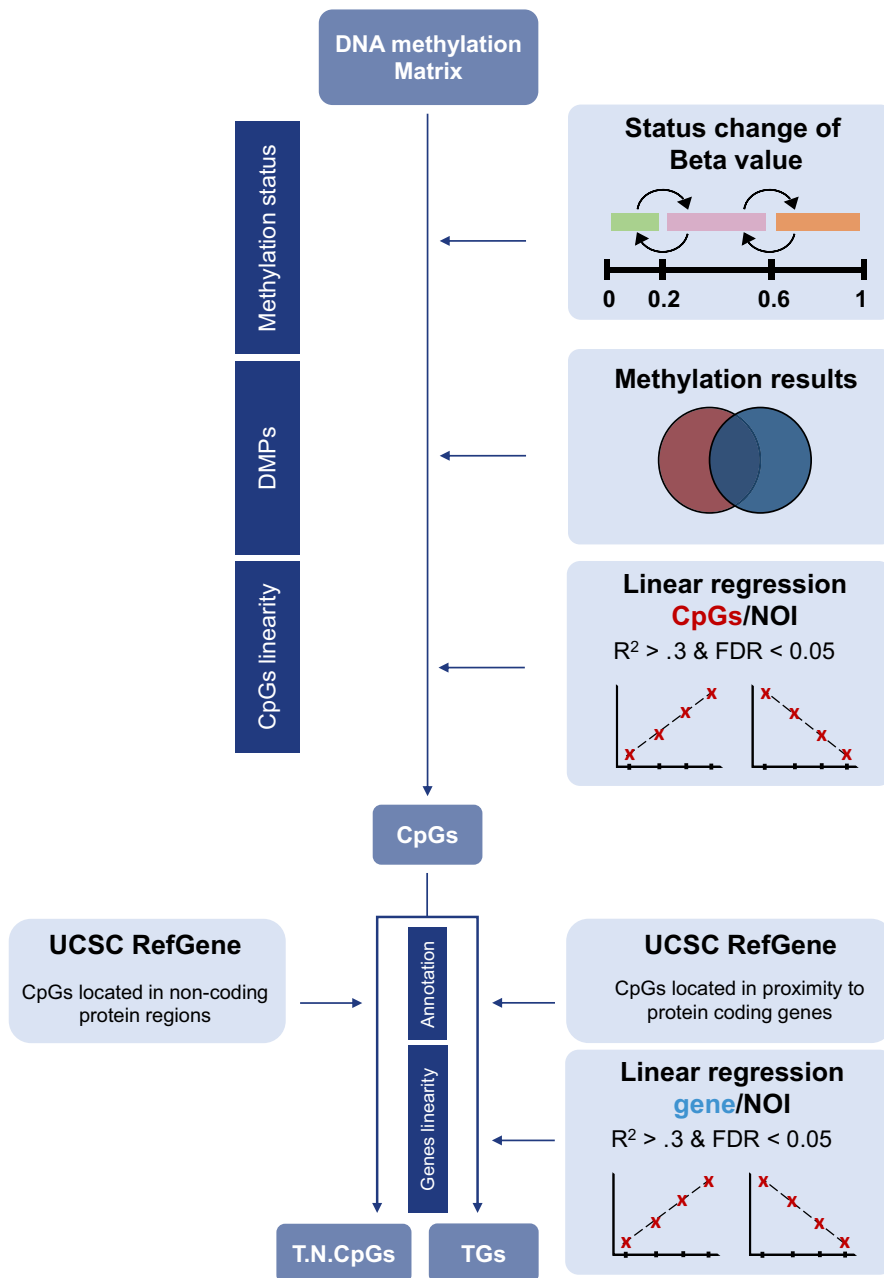 DNA methylation
Matrix
Methylation status
Status change of
Beta value
0 0.2 0.6 1
DMPs
Methylation results
CpGs linearity
Linear regression
CpGs/NOI
R² > .3 & FDR < 0.05
x x x x
x x x x
CpGs
UCSC RefGene
CpGs located in non-coding
protein regions
Annotation
UCSC RefGene
CpGs located in proximity to
protein coding genes
Genes linearity
Linear regression
gene/NOI
R² > .3 & FDR < 0.05
x x x x
x x x x
T.N.CpGs
TGs